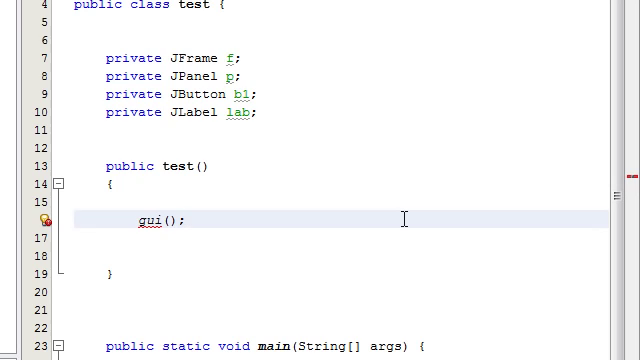 4 public class test {
5
6
7 private JFrame f;
8 private JPanel p;
9 private JButton b1;
10 private JLabel lab;
11
12
13 public test()
14 {
15
gui();
17
18
19 }
20
21
22
23 public static void main(String[] args) {